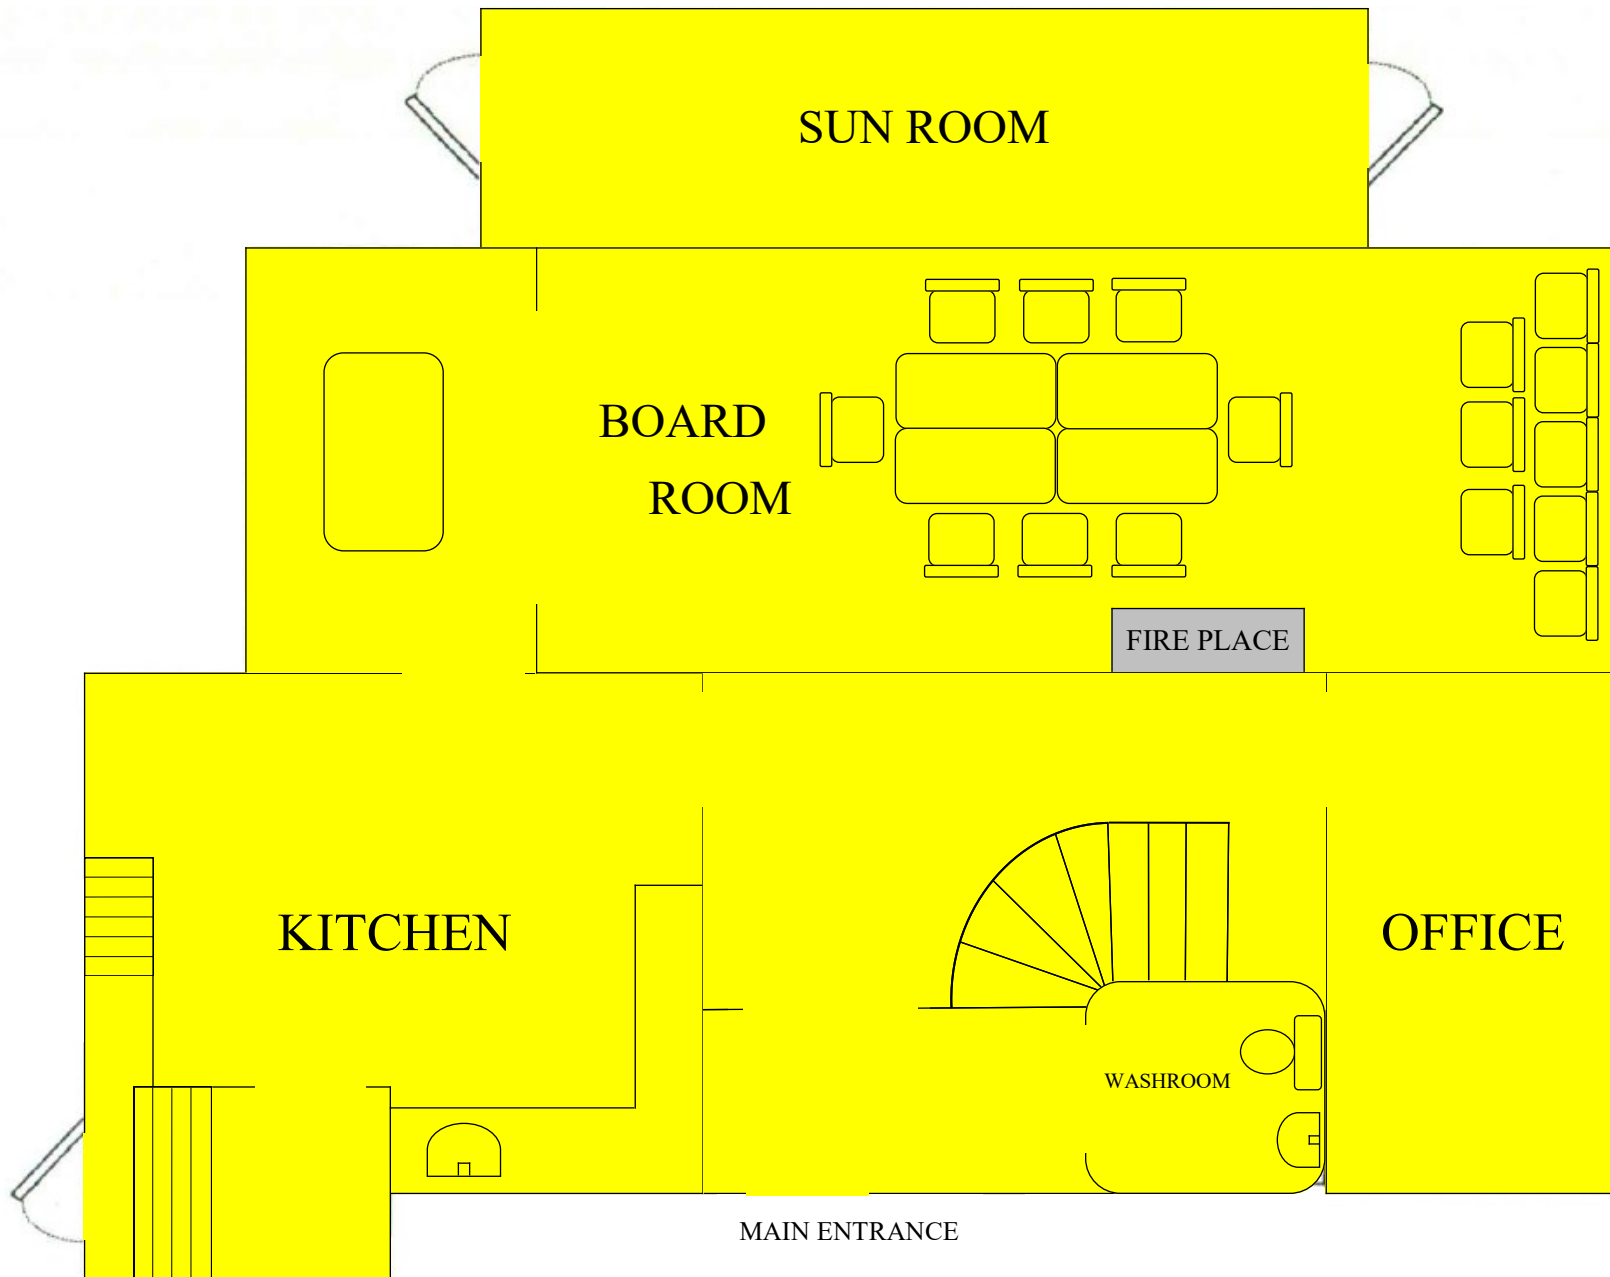 SUN ROOM
BOARD
ROOM
FIRE PLACE
KITCHEN
OFFICE
WASHROOM
MAIN ENTRANCE